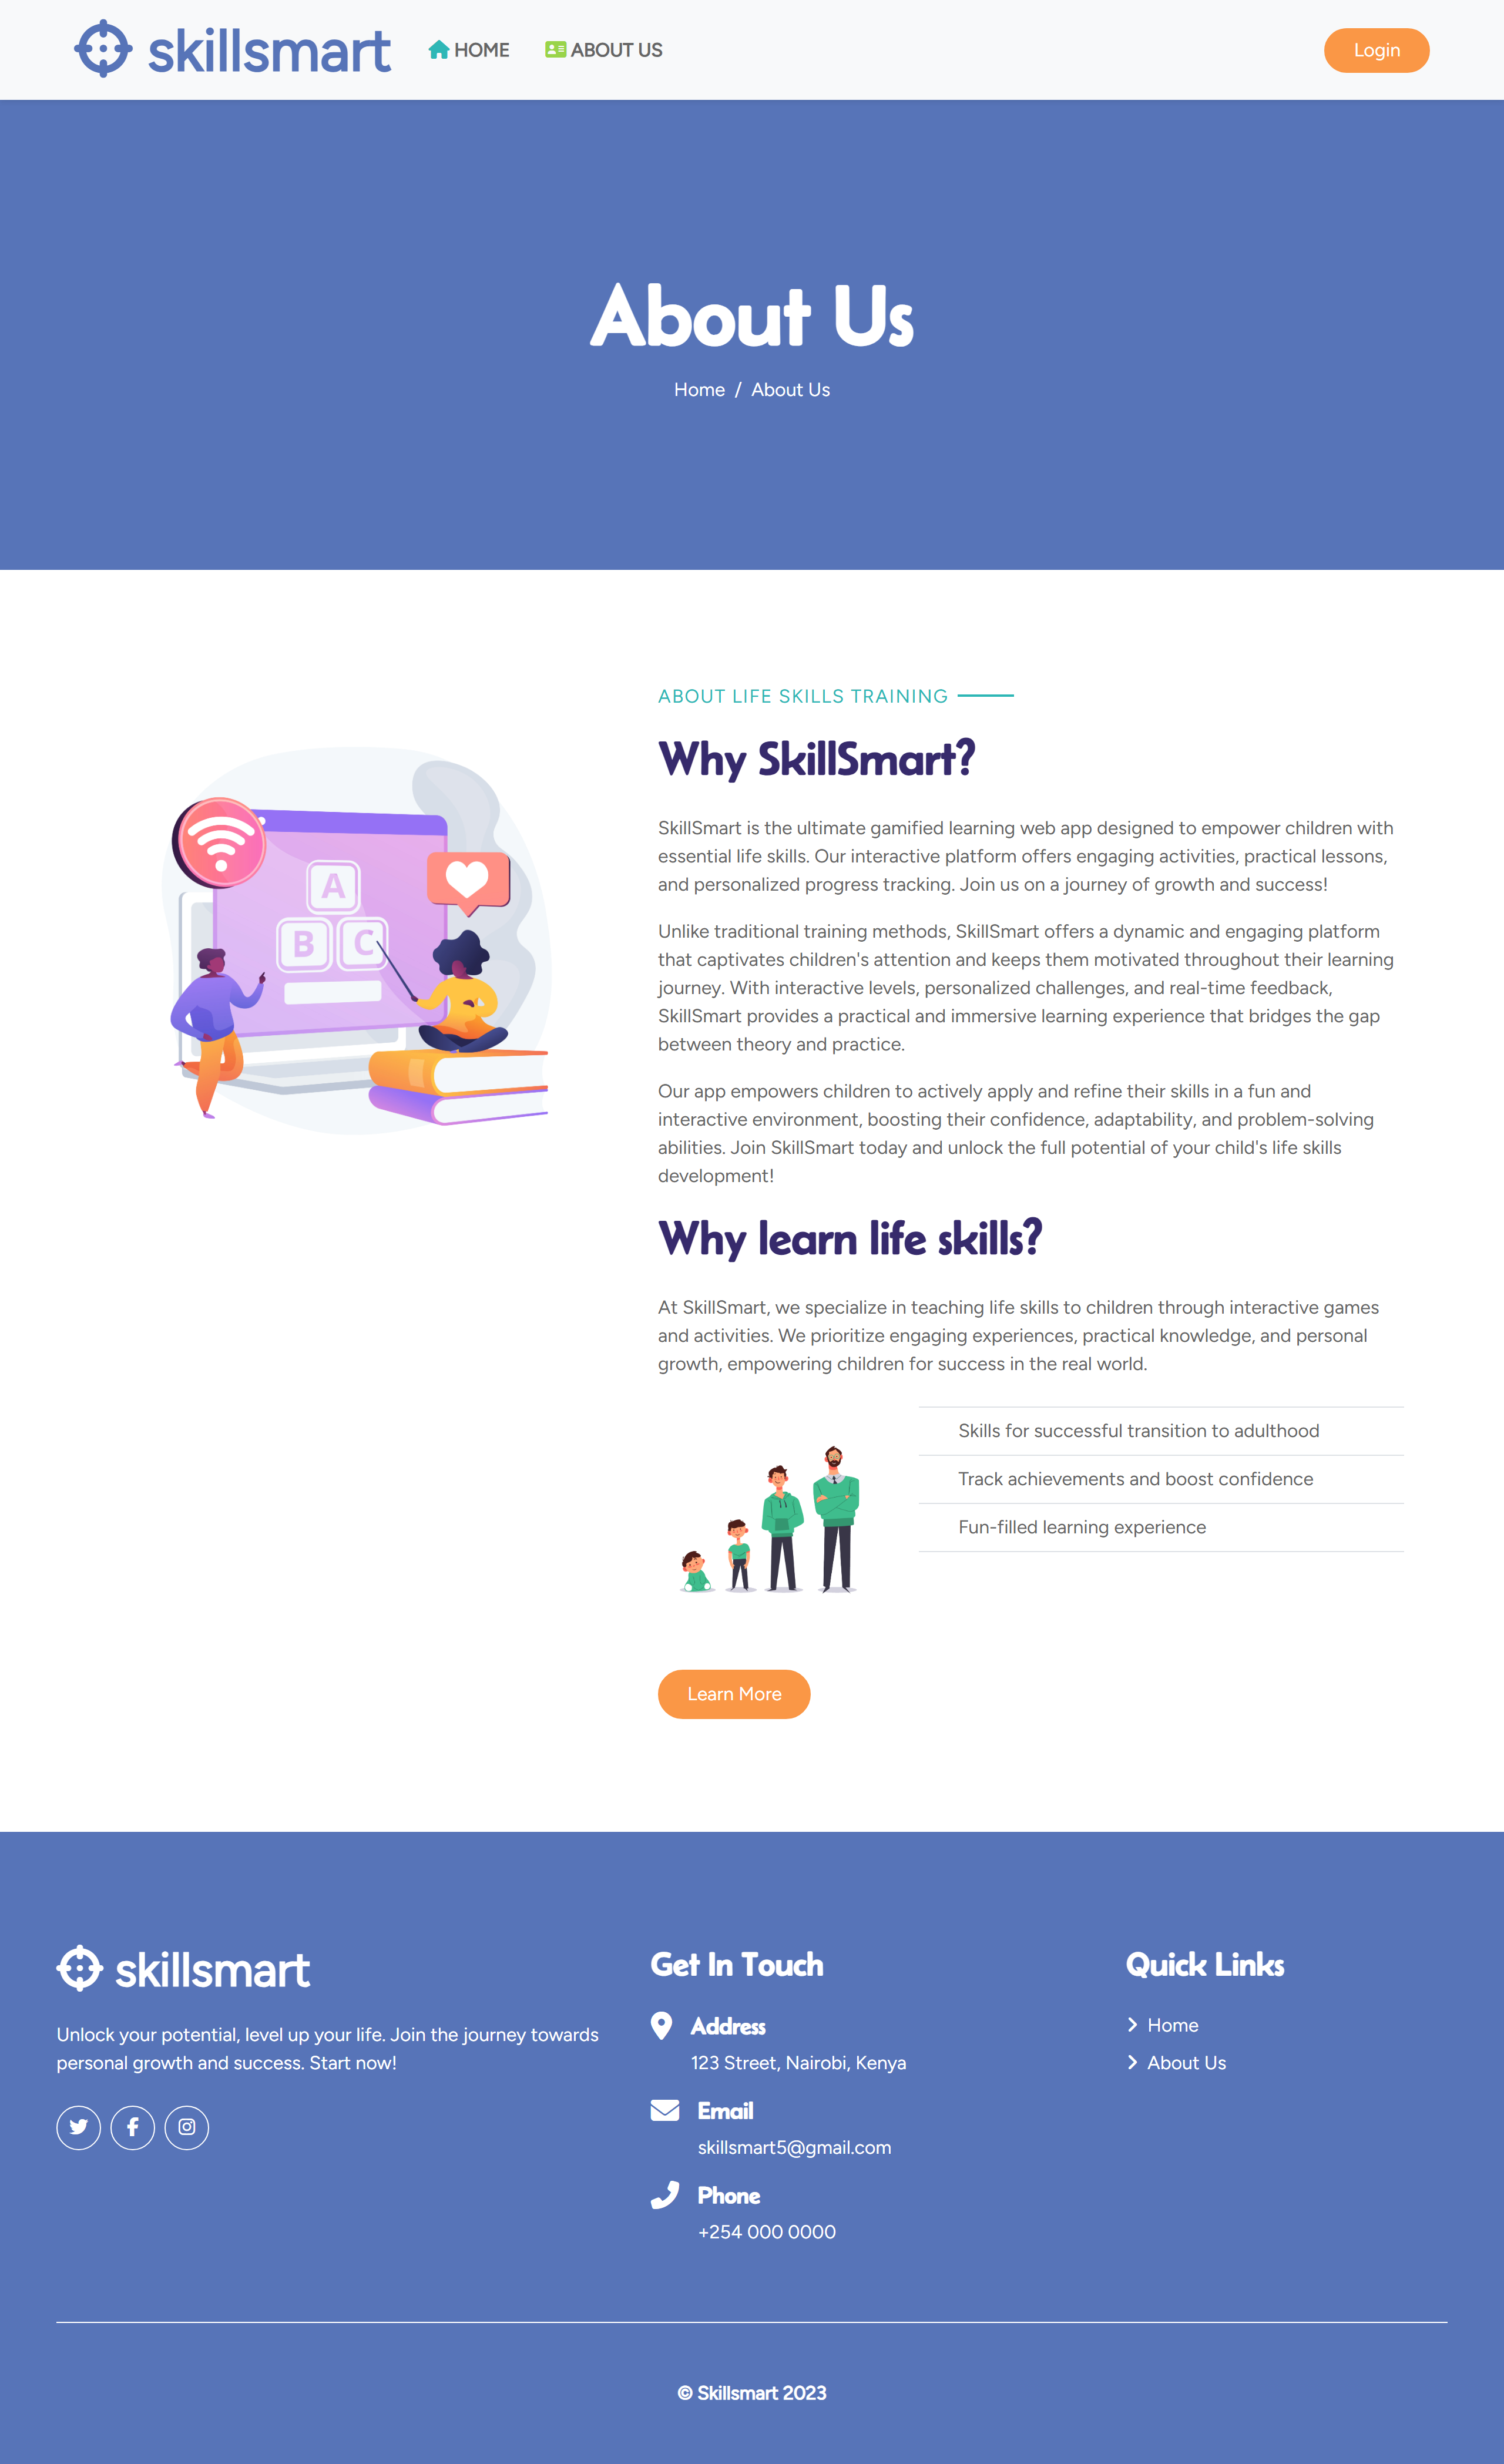 skillsmart
HOME
ABOUT US
Login
About Us
Home / About Us
ABOUT LIFE SKILLS TRAINING
Why SkillSmart?
SkillSmart is the ultimate gamified learning web app designed to empower children with
essential life skills. Our interactive platform offers engaging activities, practical lessons,
and personalized progress tracking. Join us on a journey of growth and success!
Unlike traditional training methods, SkillSmart offers a dynamic and engaging platform
that captivates children's attention and keeps them motivated throughout their learning
journey. With interactive levels, personalized challenges, and real-time feedback,
SkillSmart provides a practical and immersive learning experience that bridges the gap
between theory and practice.
Our app empowers children to actively apply and refine their skills in a fun and
interactive environment, boosting their confidence, adaptability, and problem-solving
abilities. Join SkillSmart today and unlock the full potential of your child's life skills
development!
A
B C
Why learn life skills?
At SkillSmart, we specialize in teaching life skills to children through interactive games
and activities. We prioritize engaging experiences, practical knowledge, and personal
growth, empowering children for success in the real world.
Skills for successful transition to adulthood
Track achievements and boost confidence
Fun-filled learning experience
Learn More
skillsmart
Unlock your potential, level up your life. Join the journey towards
personal growth and success. Start now!
Get In Touch
Address
123 Street, Nairobi, Kenya
Email
skillsmart5@gmail.com
Phone
+254 000 0000
Quick Links
Home
About Us
© Skillsmart 2023